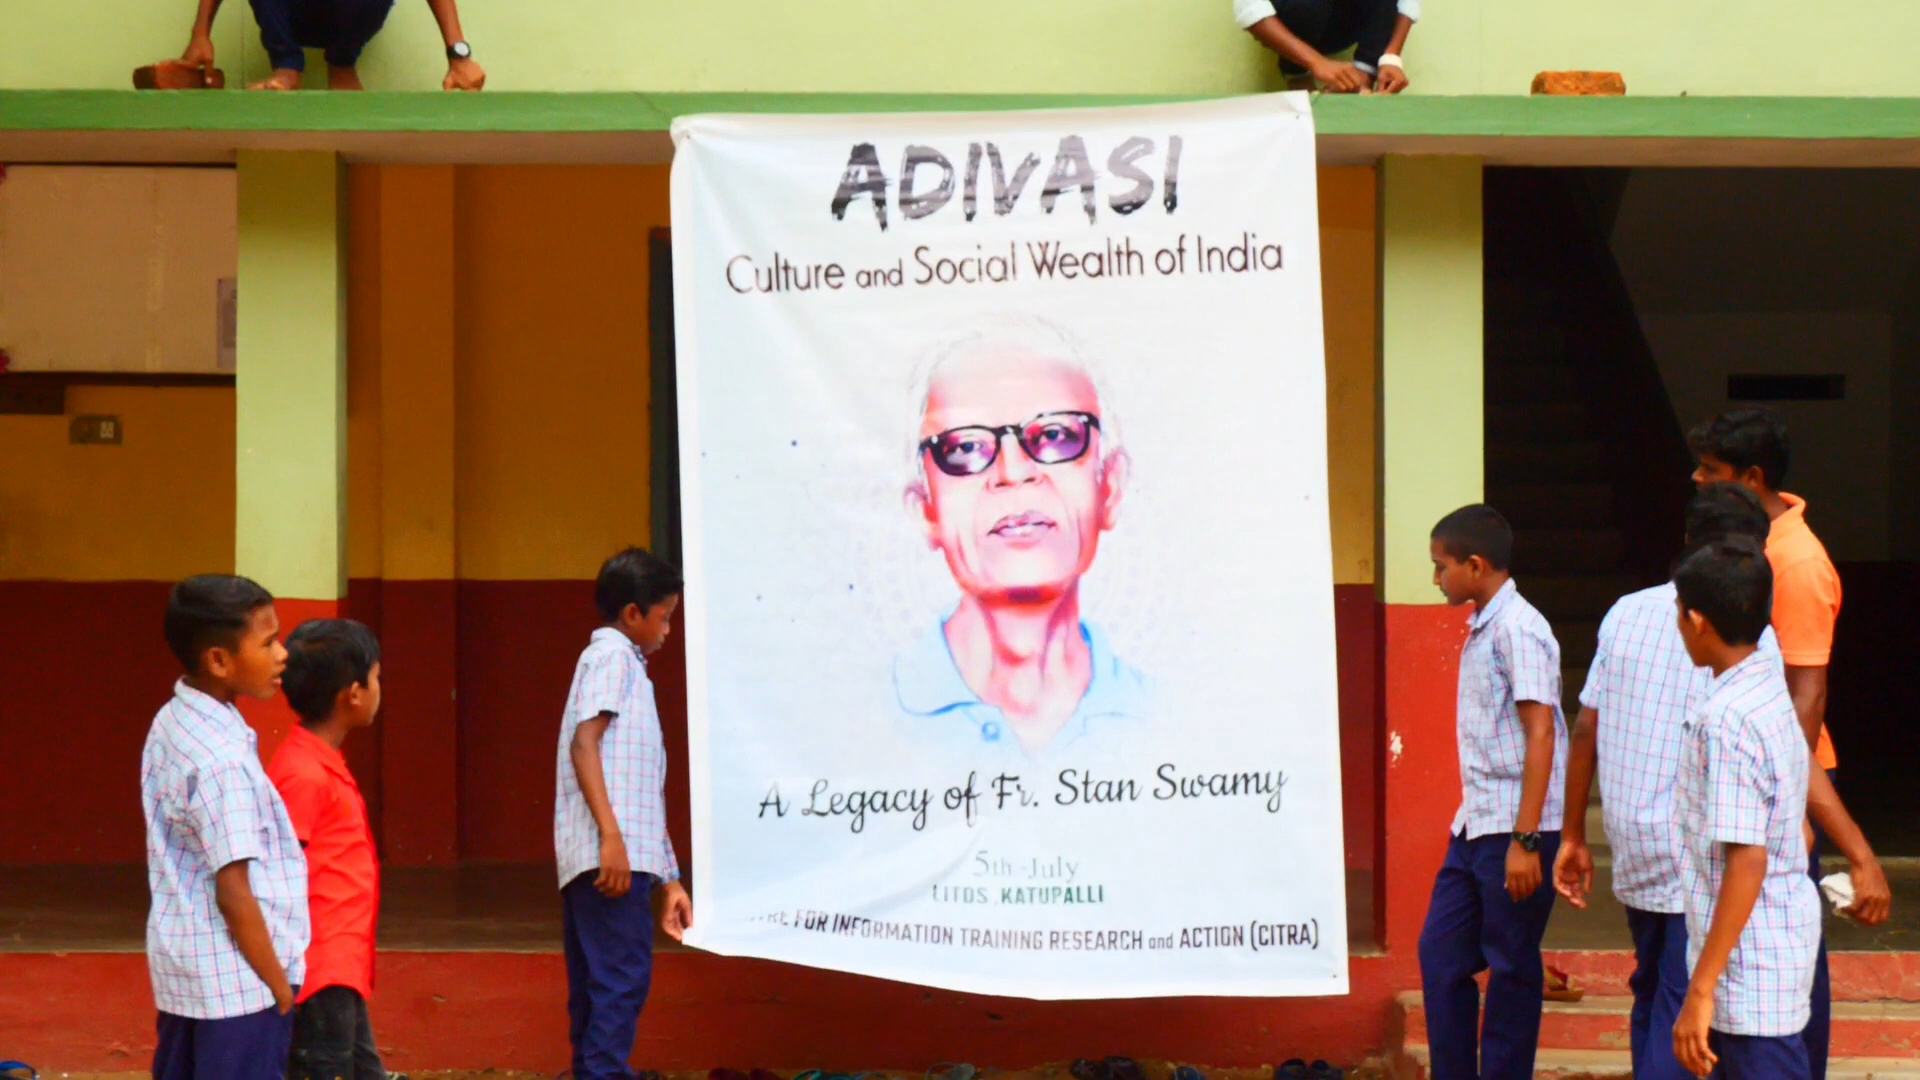 ADIVASI
Culture and Social Wealth of India
A Legacy of Fr. Stan Swamy
5th-July
LITDS, KATUPALLI
FOR INFORMATION TRAINING RESEARCH and ACTION (CITRA)